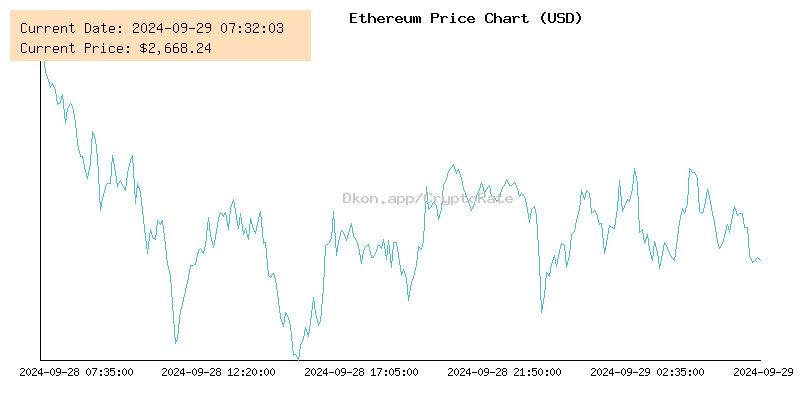 Ethereum Price Chart (USD)
Current Date: 2024-09-29 07:32:03
Current Price: $2,668.24
Dkon.app/CryptoRate
2024-09-28 07:35:00 2024-09-28 12:20:00 2024-09-28 17:05:00 2024-09-28 21:50:00 2024-09-29 02:35:00 2024-09-29